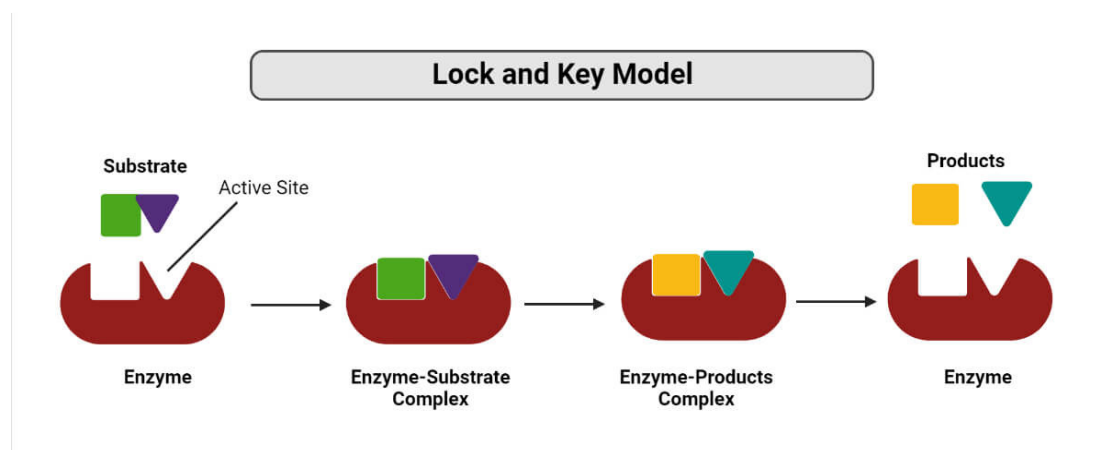 Lock and Key Model
Substrate
Active Site
Products
Enzyme
Enzyme-Substrate
Complex
Enzyme-Products
Complex
Enzyme